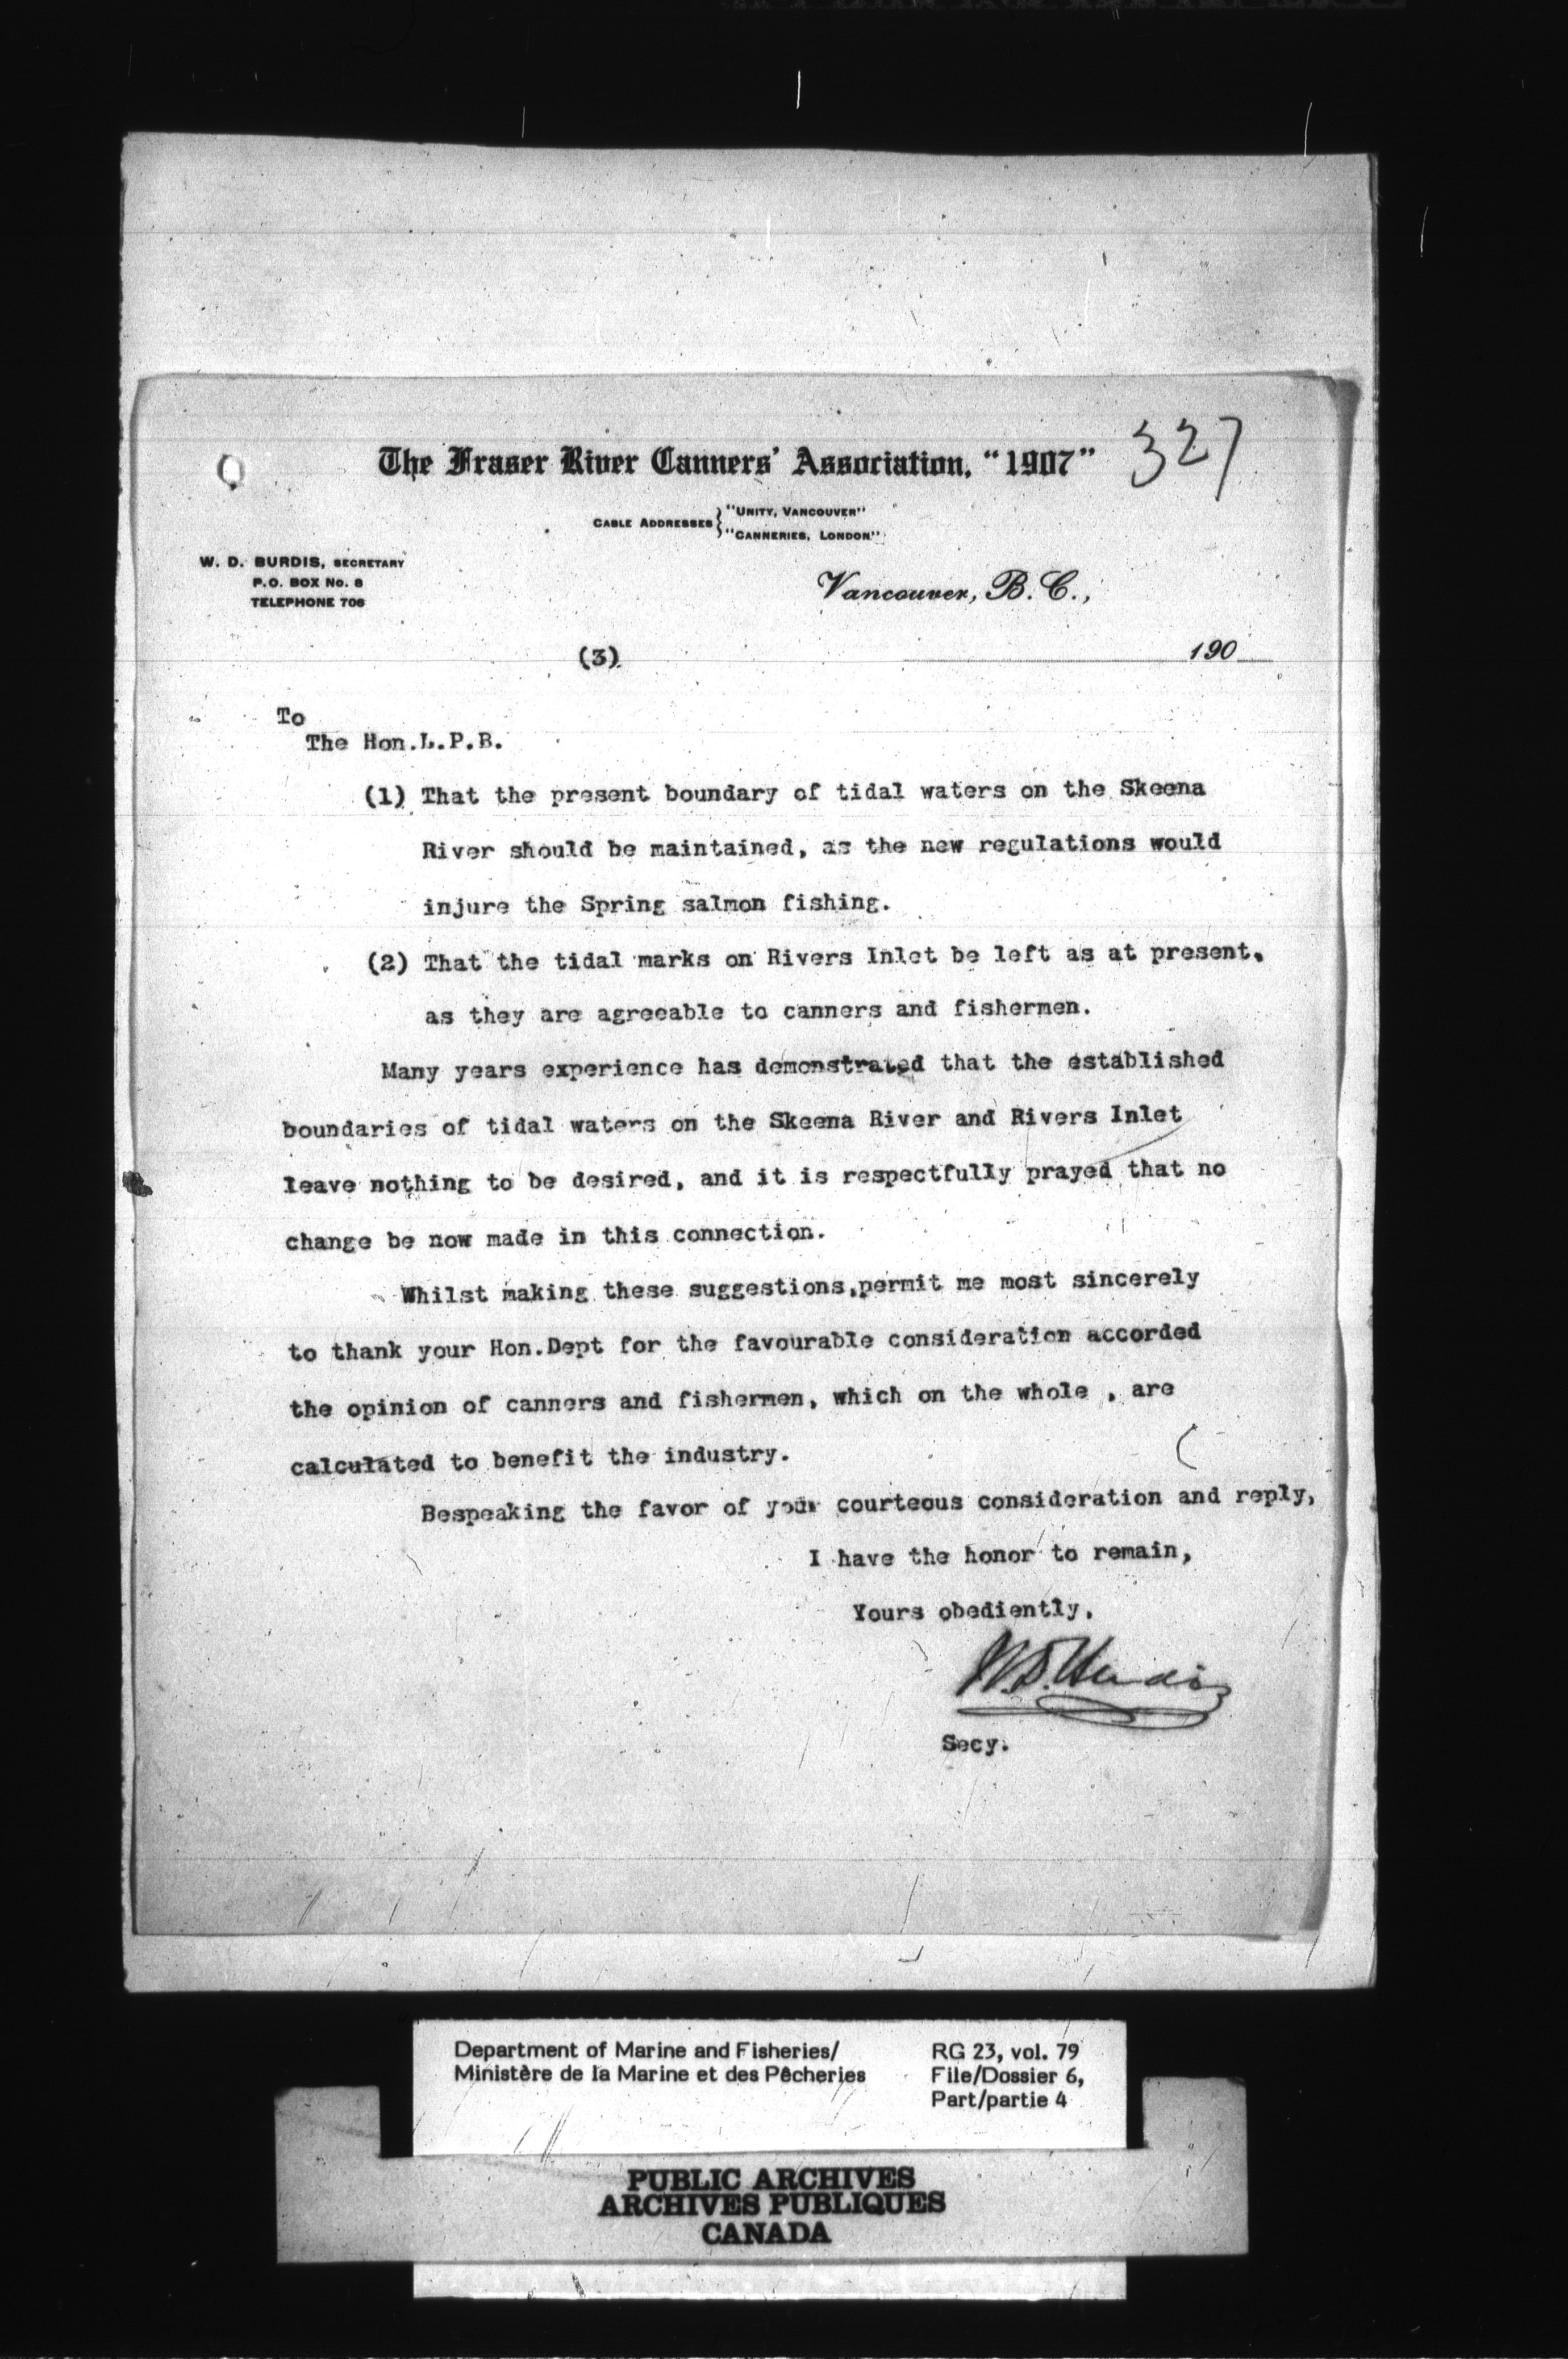 327
The Fraser River Canners' Association, "1907"
CABLE ADDRESSES { "UNITY, VANCOUVER"
"CANNERIES, LONDON"
W. D. BURDIS, SECRETARY
P.O. BOX No. 8
TELEPHONE 706
Vancouver, B. C.,
(3) 190
To
The Hon.L.P.B.
(1) That the present boundary of tidal waters on the Skeena
River should be maintained, as the new regulations would
injure the Spring salmon fishing.
(2) That the tidal marks on Rivers Inlet be left as at present,
as they are agreeable to canners and fishermen.
Many years experience has demonstrated that the established
boundaries of tidal waters on the Skeena River and Rivers Inlet
leave nothing to be desired, and it is respectfully prayed that no
change be now made in this connection.
Whilst making these suggestions,permit me most sincerely
to thank your Hon.Dept for the favourable consideration accorded
the opinion of canners and fishermen, which on the whole , are
calculated to benefit the industry.
Bespeaking the favor of your courteous consideration and reply,
I have the honor to remain,
Yours obediently,
W.D.Burdis
Secy.
Department of Marine and Fisheries/
Ministère de la Marine et des Pêcheries
RG 23, vol. 79
File/Dossier 6,
Part/partie 4
PUBLIC ARCHIVES
ARCHIVES PUBLIQUES
CANADA